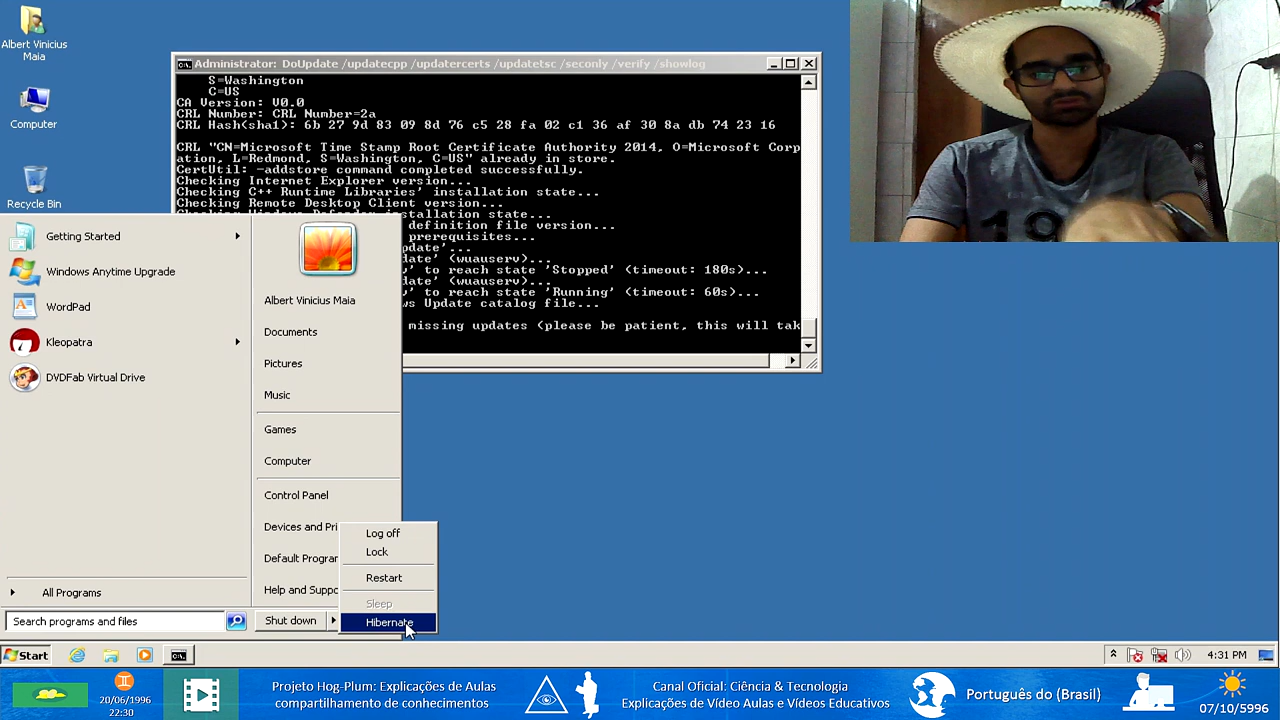 Albert Vinicius
Maia
Computer
Recycle Bin
Administrator: DoUpdate /updatecpp /updatercerts /updatetsc /seconly /verify /showlog
S=Washington
C=US
CA Version: V0.0
CRL Number: CRL Number=2a
CRL Hash(sha1): 6b 27 9d 83 09 8d 76 c5 28 fa 02 c1 36 af 30 8a db 74 23 16
CRL "CN=Microsoft Time Stamp Root Certificate Authority 2014, O=Microsoft Corp
ation, L=Redmond, S=Washington, C=US" already in store.
CertUtil: -addstore command completed successfully.
Checking Internet Explorer version...
Checking C++ Runtime Libraries' installation state...
Checking Remote Desktop Client version...
Checking Windows Defender installation state...
definition file version...
prerequisites...
pdate'...
date' (wuauserv)...
' to reach state 'Stopped' (timeout: 180s)...
date' (wuauserv)...
' to reach state 'Running' (timeout: 60s)...
ws Update catalog file...
missing updates (please be patient, this will tak
Getting Started
Windows Anytime Upgrade
WordPad
Kleopatra
DVDFab Virtual Drive
All Programs
Search programs and files
Albert Vinicius Maia
Documents
Pictures
Music
Games
Computer
Control Panel
Devices and Pri
Default Progra
Help and Suppo
Shut down
Log off
Lock
Restart
Sleep
Hibernate
Start
4:31 PM
20/06/1996
22:30
Projeto Hog-Plum: Explicações de Aulas
compartilhamento de conhecimentos
Canal Oficial: Ciência & Tecnologia
Explicações de Vídeo Aulas e Vídeos Educativos
Português do (Brasil)
07/10/5996